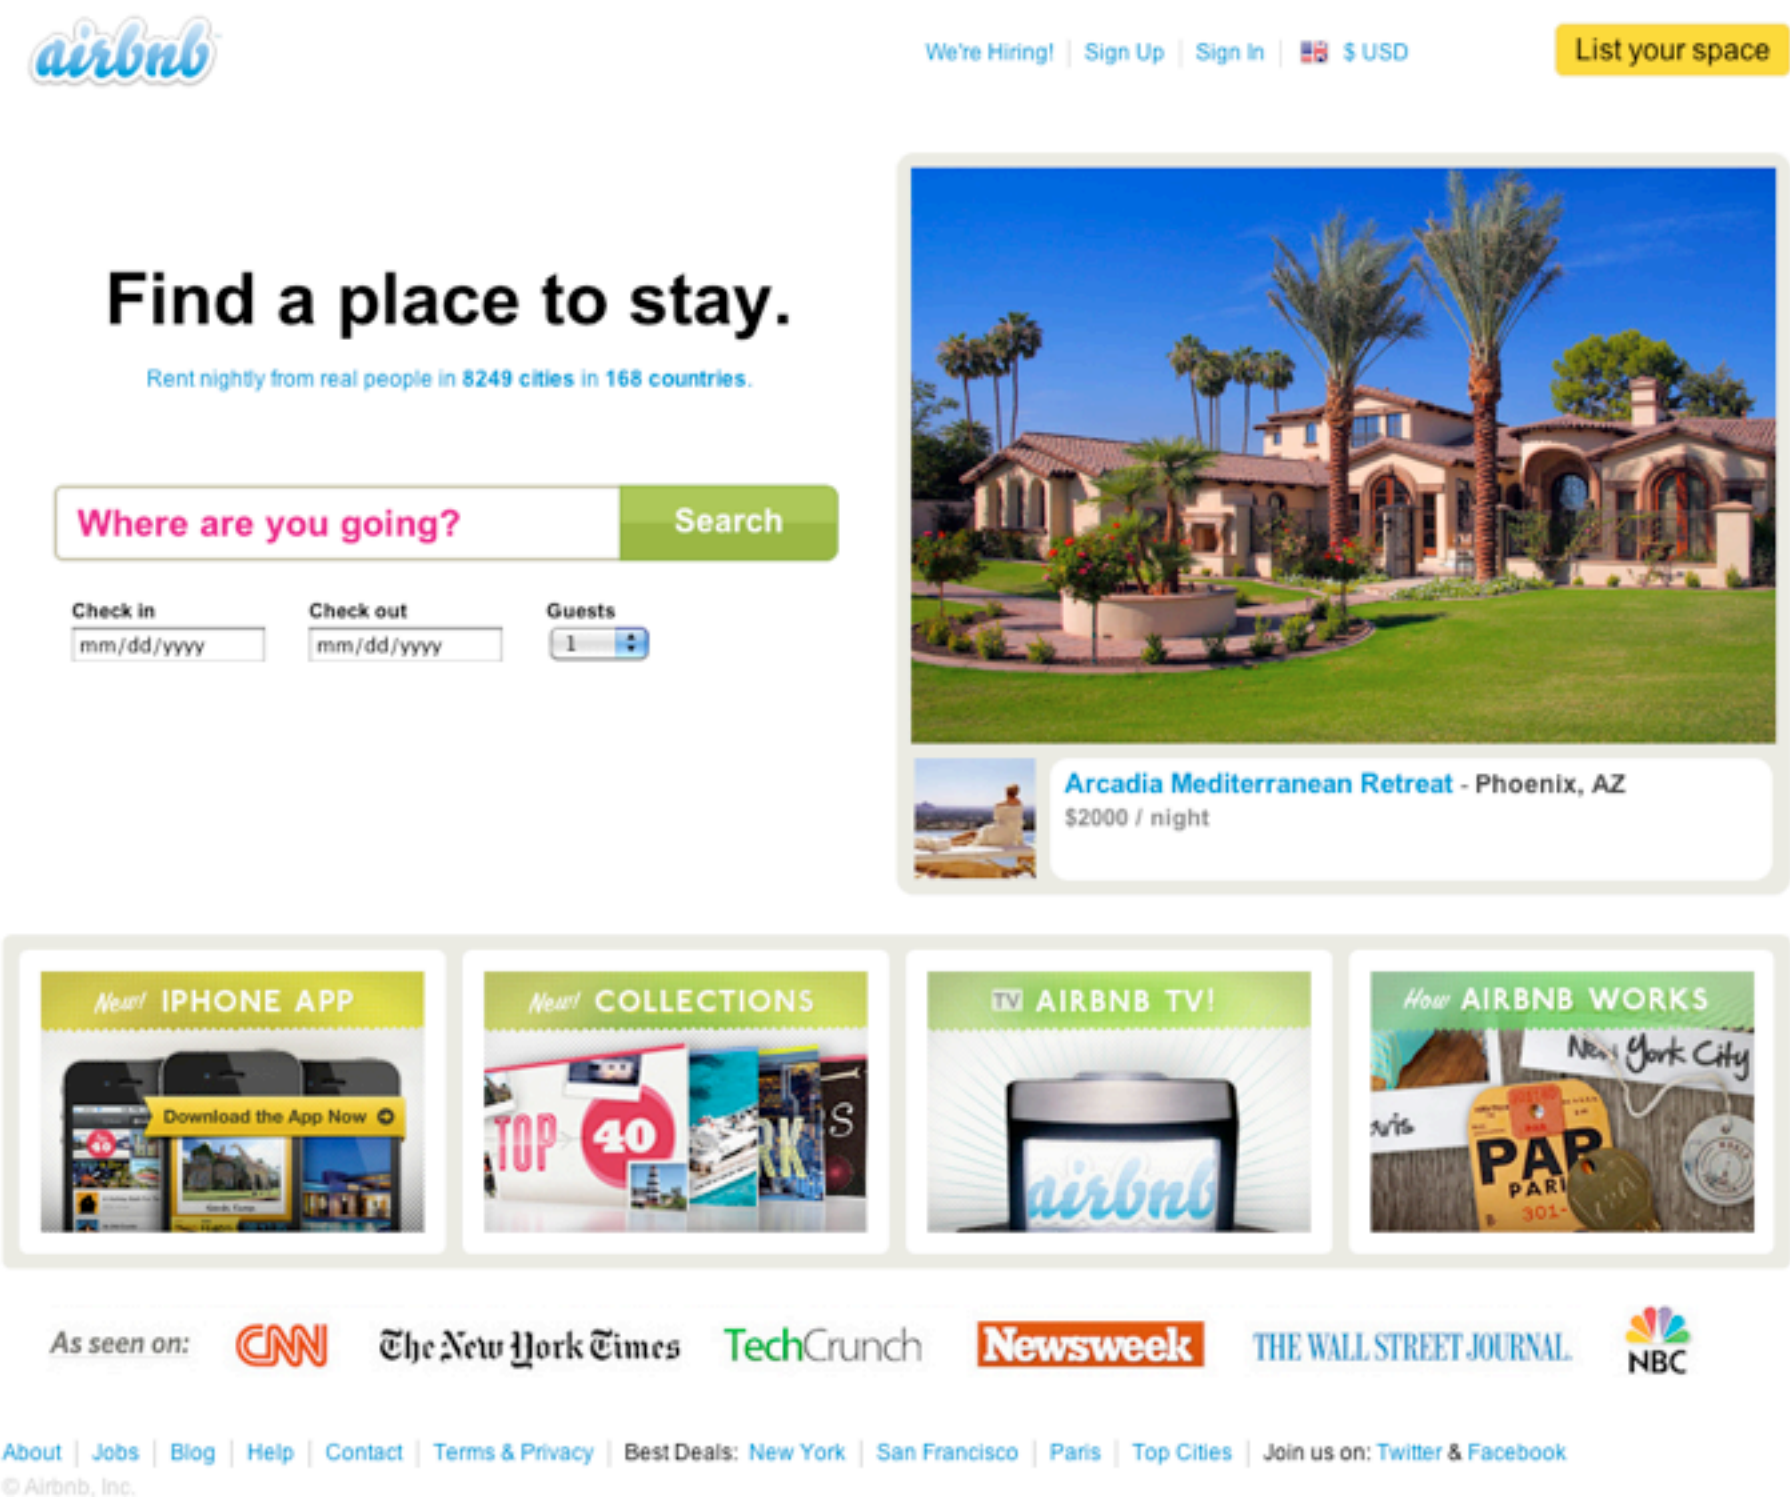 airbnb
We're Hiring! Sign Up Sign In $ USD
List your space
Find a place to stay.
Rent nightly from real people in 8249 cities in 168 countries.
Where are you going?
Search
Check in Check out Guests
mm/dd/yyyy mm/dd/yyyy 1
Arcadia Mediterranean Retreat - Phoenix, AZ
$2000 / night
New! IPHONE APP
Download the App Now
New! COLLECTIONS
TOP 40
TV AIRBNB TV!
airbnb
How AIRBNB WORKS
New York City
PAR
PARI
301-
As seen on: CNN The New York Times TechCrunch Newsweek THE WALL STREET JOURNAL. NBC
About Jobs Blog Help Contact Terms & Privacy Best Deals: New York San Francisco Paris Top Cities Join us on: Twitter & Facebook
© Airbnb, Inc.